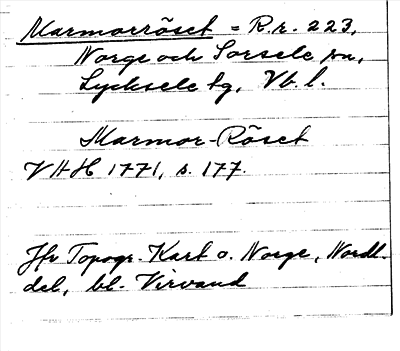 Marmorröset = R.r. 223,
Norge och Sorsele sn,
Lycksele tg, Vb. l.
Marmor-Röset
VHH 1771, s. 177.
Jfr Topogr. Kart o. Norge, Nordl.
del, bl. Virvand